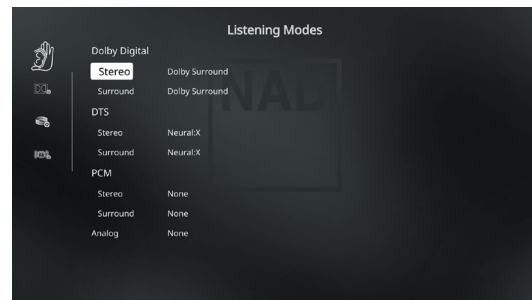 Listening Modes
Dolby Digital
Stereo Dolby Surround
Surround Dolby Surround
DTS
Stereo Neural:X
Surround Neural:X
PCM
Stereo None
Surround None
Analog None
NAD